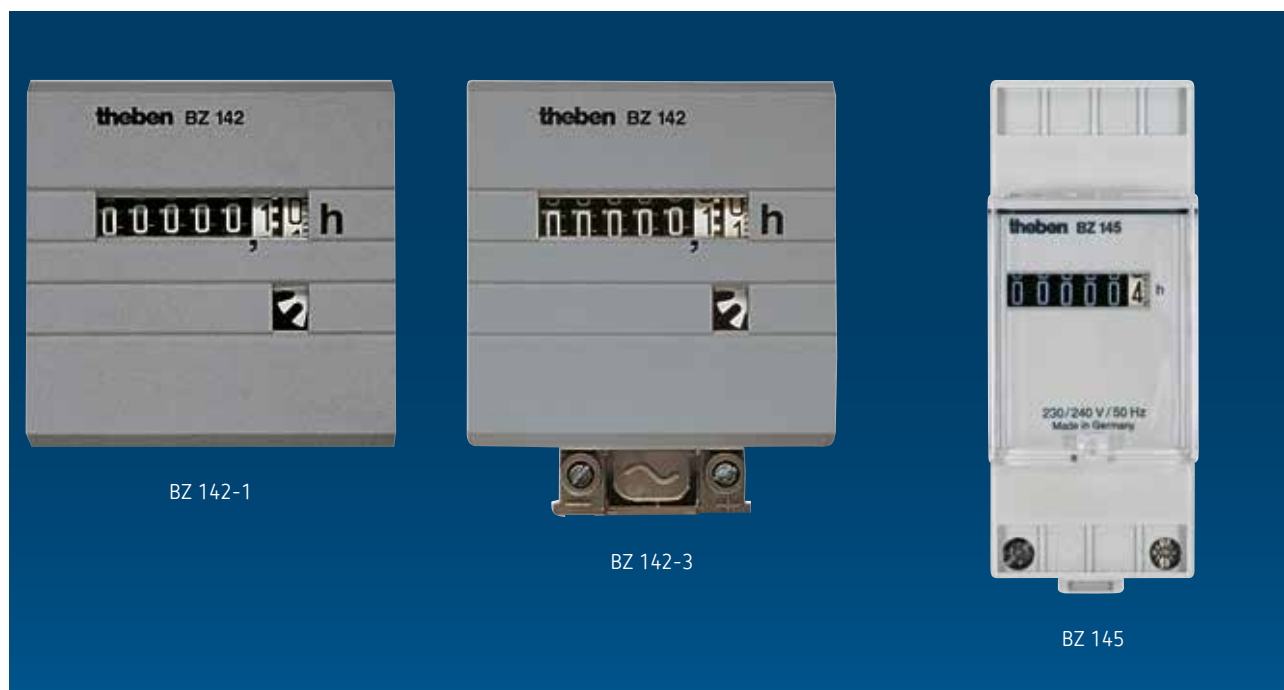 theben BZ 142
00000,1 h
BZ 142-1
theben BZ 142
00000,1 h
BZ 142-3
theben BZ 145
000004 h
230/240 V / 50 Hz
Made in Germany
BZ 145